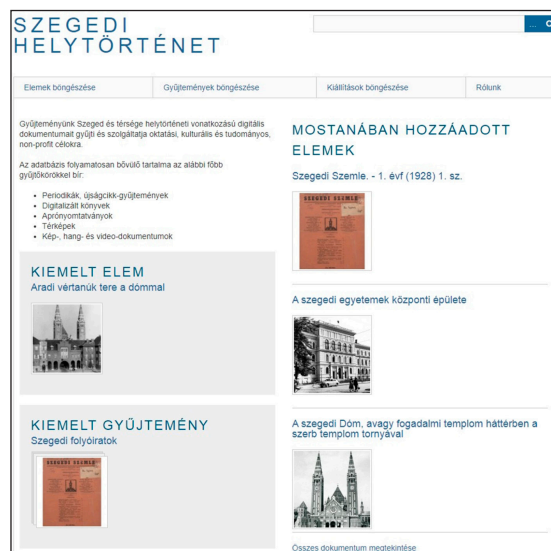 SZEGEDI
HELYTÖRTÉNET
...
Elemek böngészése
Gyűjtemények böngészése
Kiállítások böngészése
Rólunk
Gyűjteményünk Szeged és térsége helytörténeti vonatkozású digitális
dokumentumait gyűjti és szolgáltatja oktatási, kulturális és tudományos,
non-profit célokra.
Az adatbázis folyamatosan bővülő tartalma az alábbi főbb
gyűjtőkörökkel bír:
Periodikák, újságcikk-gyűjtemények
Digitalizált könyvek
Aprónyomtatványok
Térképek
Kép-, hang- és video-dokumentumok
KIEMELT ELEM
Aradi vértanúk tere a dómmal
KIEMELT GYŰJTEMÉNY
Szegedi folyóiratok
SZEGEDI SZEMLE
MOSTANÁBAN HOZZÁADOTT
ELEMEK
Szegedi Szemle. - 1. évf (1928) 1. sz.
SZEGEDI SZEMLE
A szegedi egyetemek központi épülete
A szegedi Dóm, avagy fogadalmi templom háttérben a
szerb templom tornyával
Összes dokumentum megtekintése